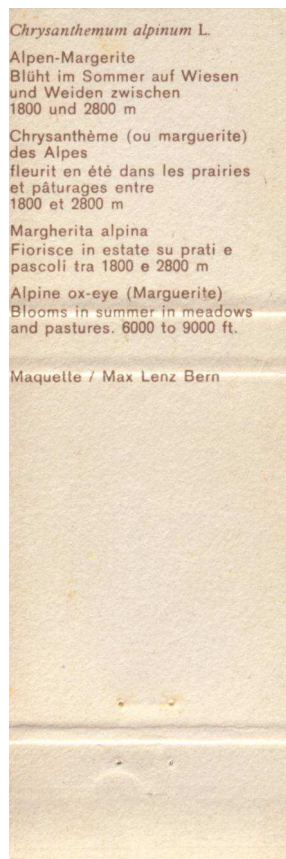 Chrysanthemum alpinum L.
Alpen-Margerite
Blüht im Sommer auf Wiesen
und Weiden zwischen
1800 und 2800 m
Chrysanthème (ou marguerite)
des Alpes
fleurit en été dans les prairies
et pâturages entre
1800 et 2800 m
Margherita alpina
Fiorisce in estate su prati e
pascoli tra 1800 e 2800 m
Alpine ox-eye (Marguerite)
Blooms in summer in meadows
and pastures. 6000 to 9000 ft.
Maquette / Max Lenz Bern